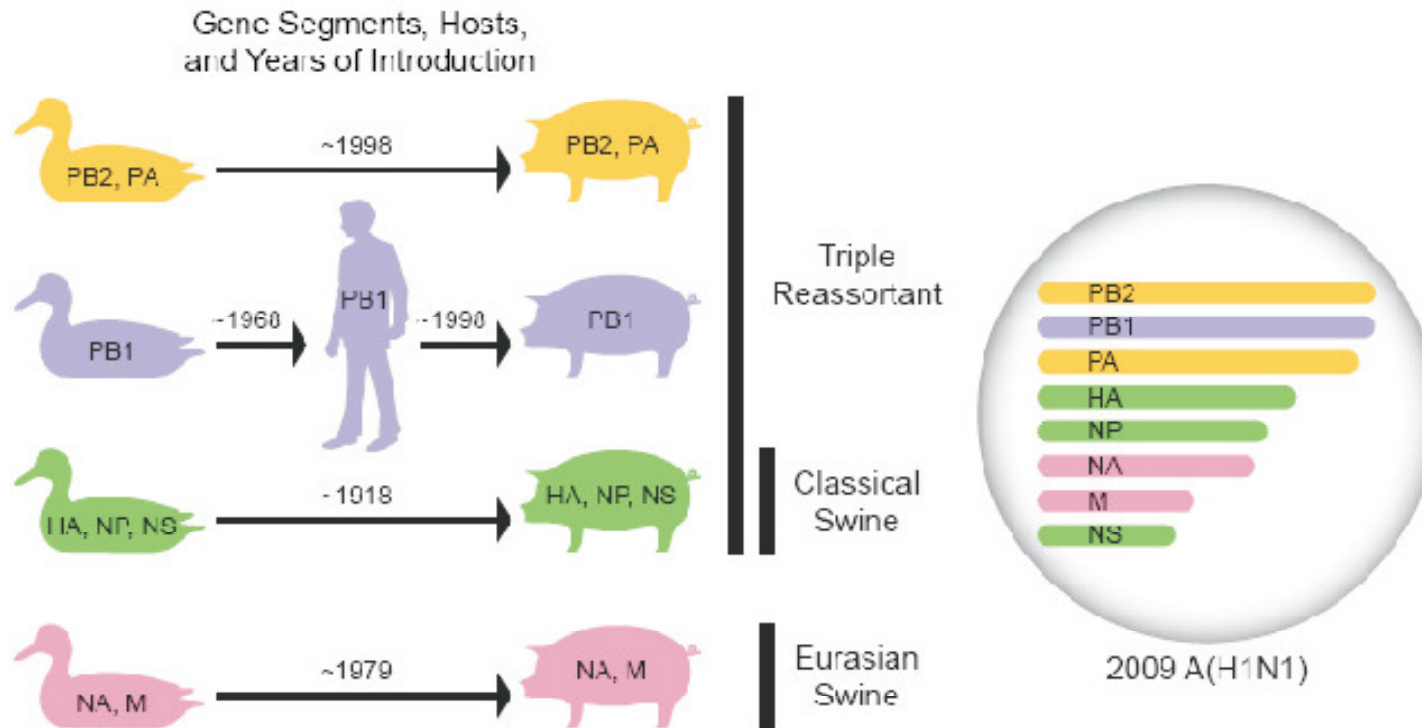 Gene Segments, Hosts,
and Years of Introduction
PB2, PA
~1998
PB2, PA
PB1
~1968
PB1
~1998
PB1
HA, NP, NS
~1918
HA, NP, NS
NA, M
~1979
NA, M
Triple
Reassortant
Classical
Swine
Eurasian
Swine
PB2
PB1
PA
HA
NP
NA
M
NS
2009 A(H1N1)